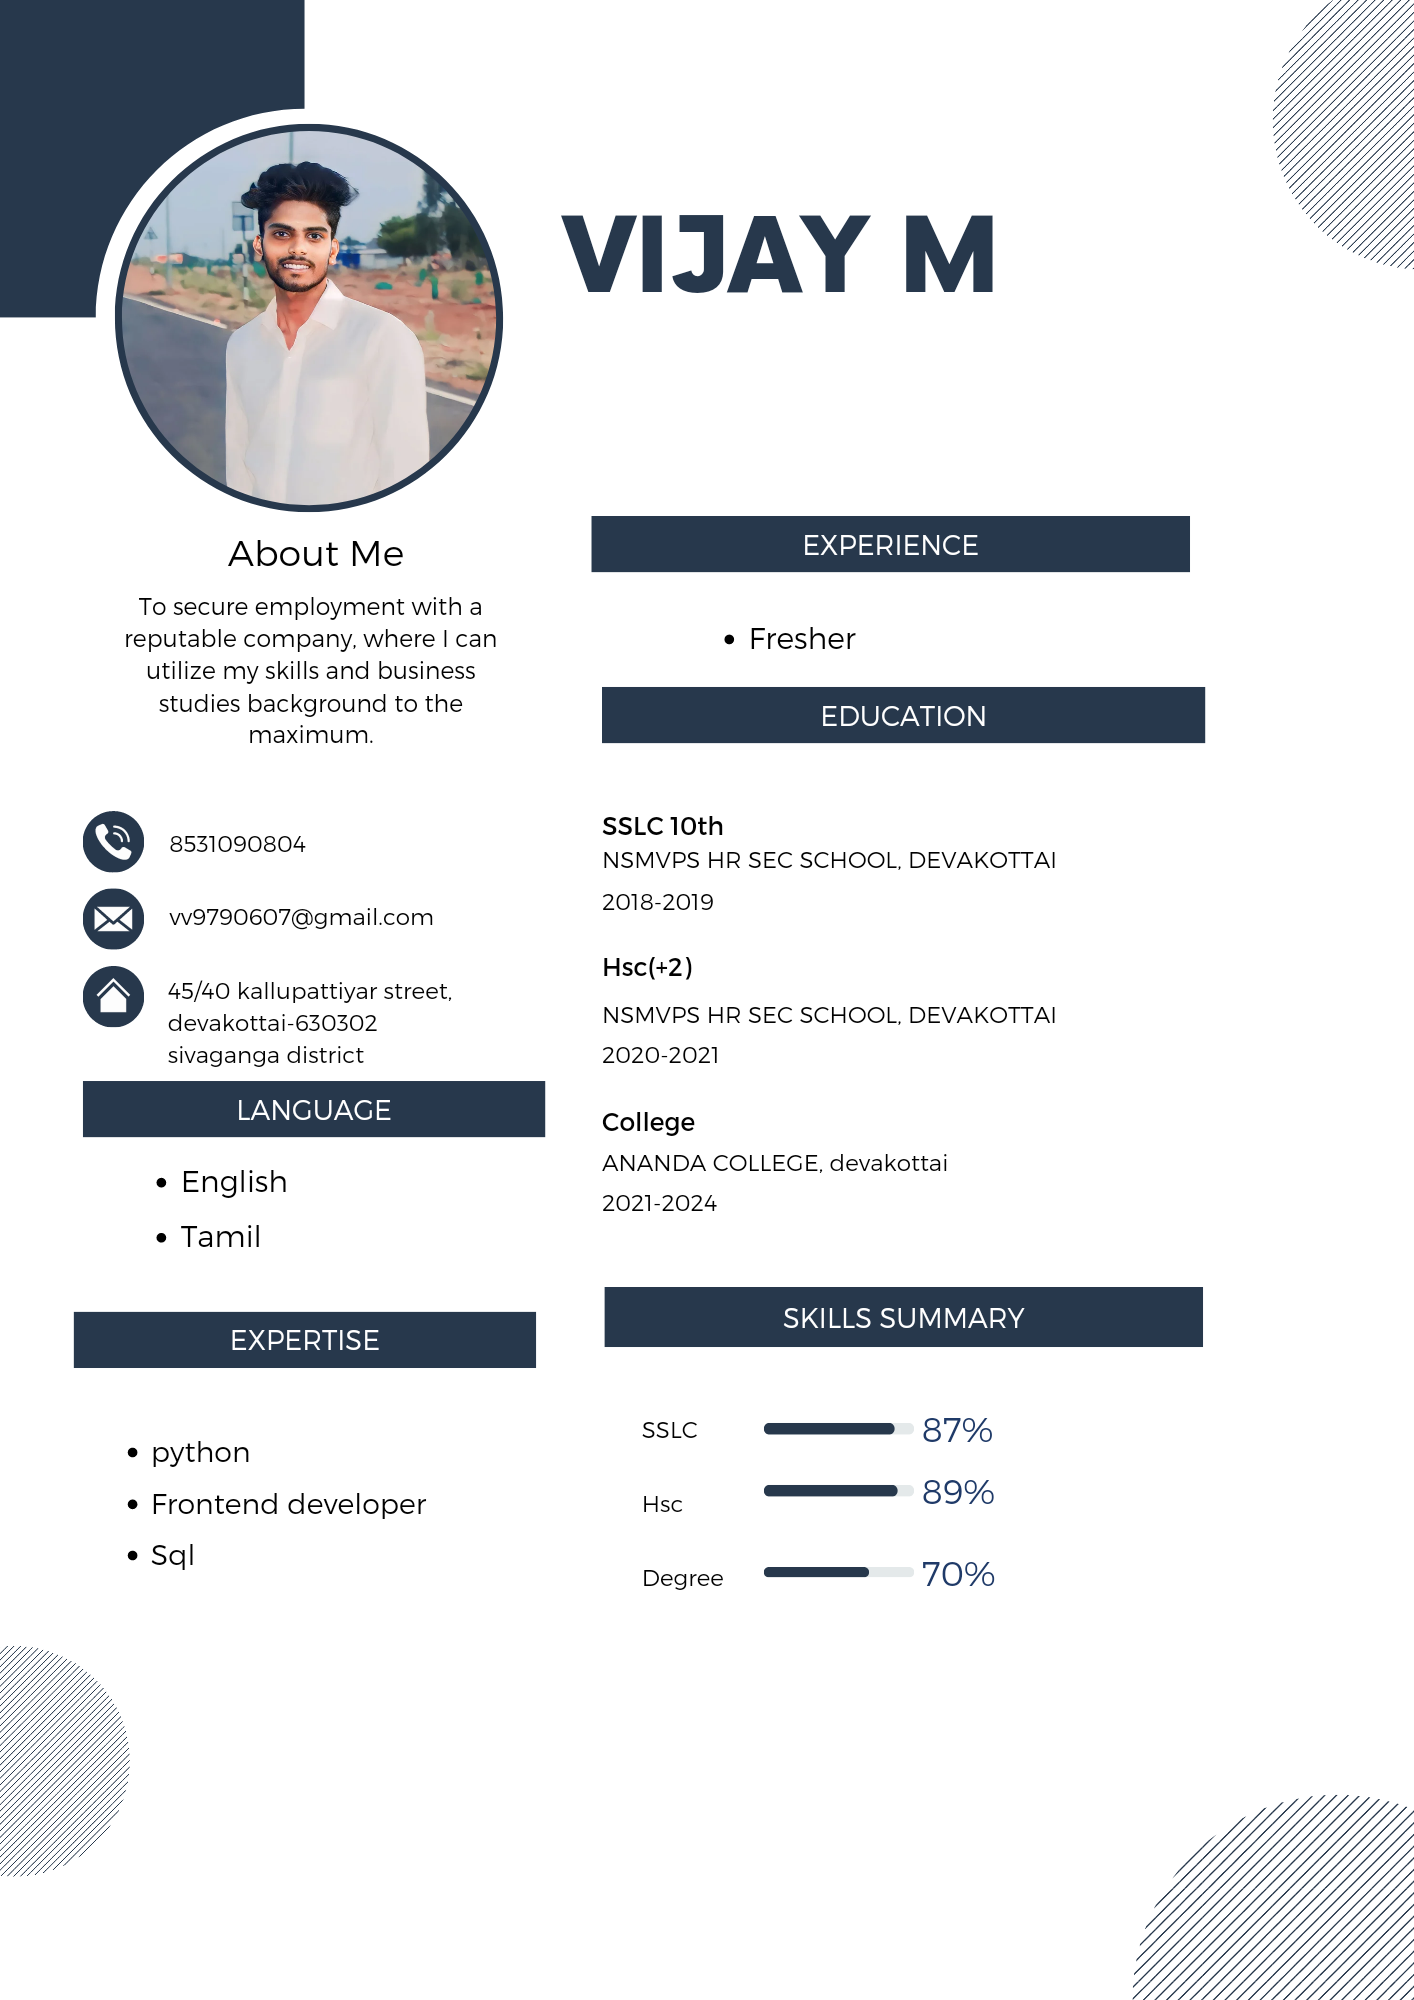 VIJAY M
About Me
To secure employment with a
reputable company, where I can
utilize my skills and business
studies background to the
maximum.
8531090804
vv9790607@gmail.com
45/40 kallupattiyar street,
devakottai-630302
sivaganga district
LANGUAGE
• English
• Tamil
EXPERTISE
• python
• Frontend developer
• Sql
EXPERIENCE
• Fresher
EDUCATION
SSLC 10th
NSMVPS HR SEC SCHOOL, DEVAKOTTAI
2018-2019
Hsc(+2)
NSMVPS HR SEC SCHOOL, DEVAKOTTAI
2020-2021
College
ANANDA COLLEGE, devakottai
2021-2024
SKILLS SUMMARY
SSLC 87%
Hsc 89%
Degree 70%